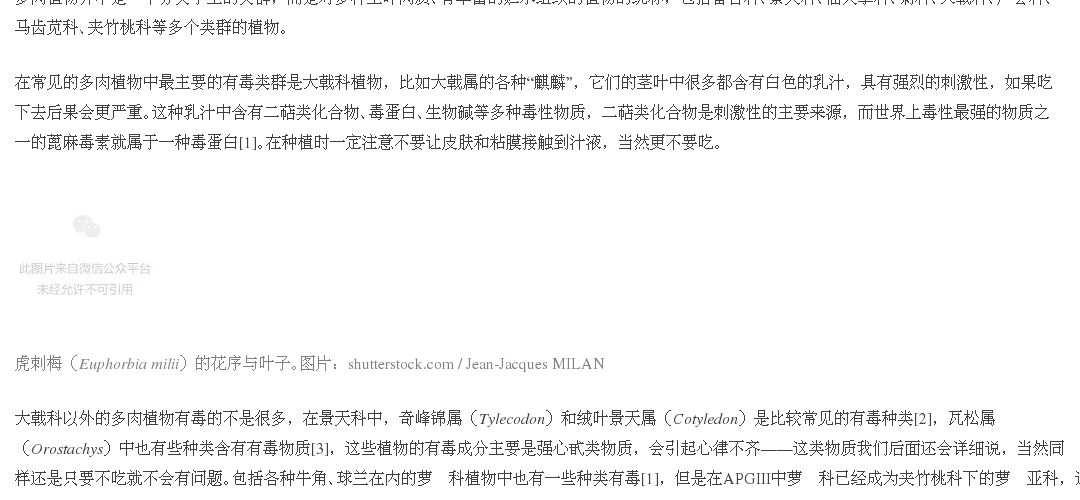 马齿苋科、夹竹桃科等多个类群的植物。
在常见的多肉植物中最主要的有毒类群是大戟科植物，比如大戟属的各种“麒麟”，它们的茎叶中很多都含有白色的乳汁，具有强烈的刺激性，如果吃
下去后果会更严重。这种乳汁中含有二萜类化合物、毒蛋白、生物碱等多种毒性物质，二萜类化合物是刺激性的主要来源，而世界上毒性最强的物质之
一的蓖麻毒素就属于一种毒蛋白[1]。在种植时一定注意不要让皮肤和粘膜接触到汁液，当然更不要吃。
此图片来自微信公众平台
未经允许不可引用
虎刺梅（Euphorbia milii）的花序与叶子。图片：shutterstock.com / Jean-Jacques MILAN
大戟科以外的多肉植物有毒的不是很多，在景天科中，奇峰锦属（Tylecodon）和绒叶景天属（Cotyledon）是比较常见的有毒种类[2]，瓦松属
（Orostachys）中也有些种类含有有毒物质[3]，这些植物的有毒成分主要是强心甙类物质，会引起心律不齐——这类物质我们后面还会详细说，当然同
样还是只要不吃就不会有问题。包括各种牛角、球兰在内的萝 科植物中也有一些种类有毒[1]，但是在APGIII中萝 科已经成为夹竹桃科下的萝 亚科，